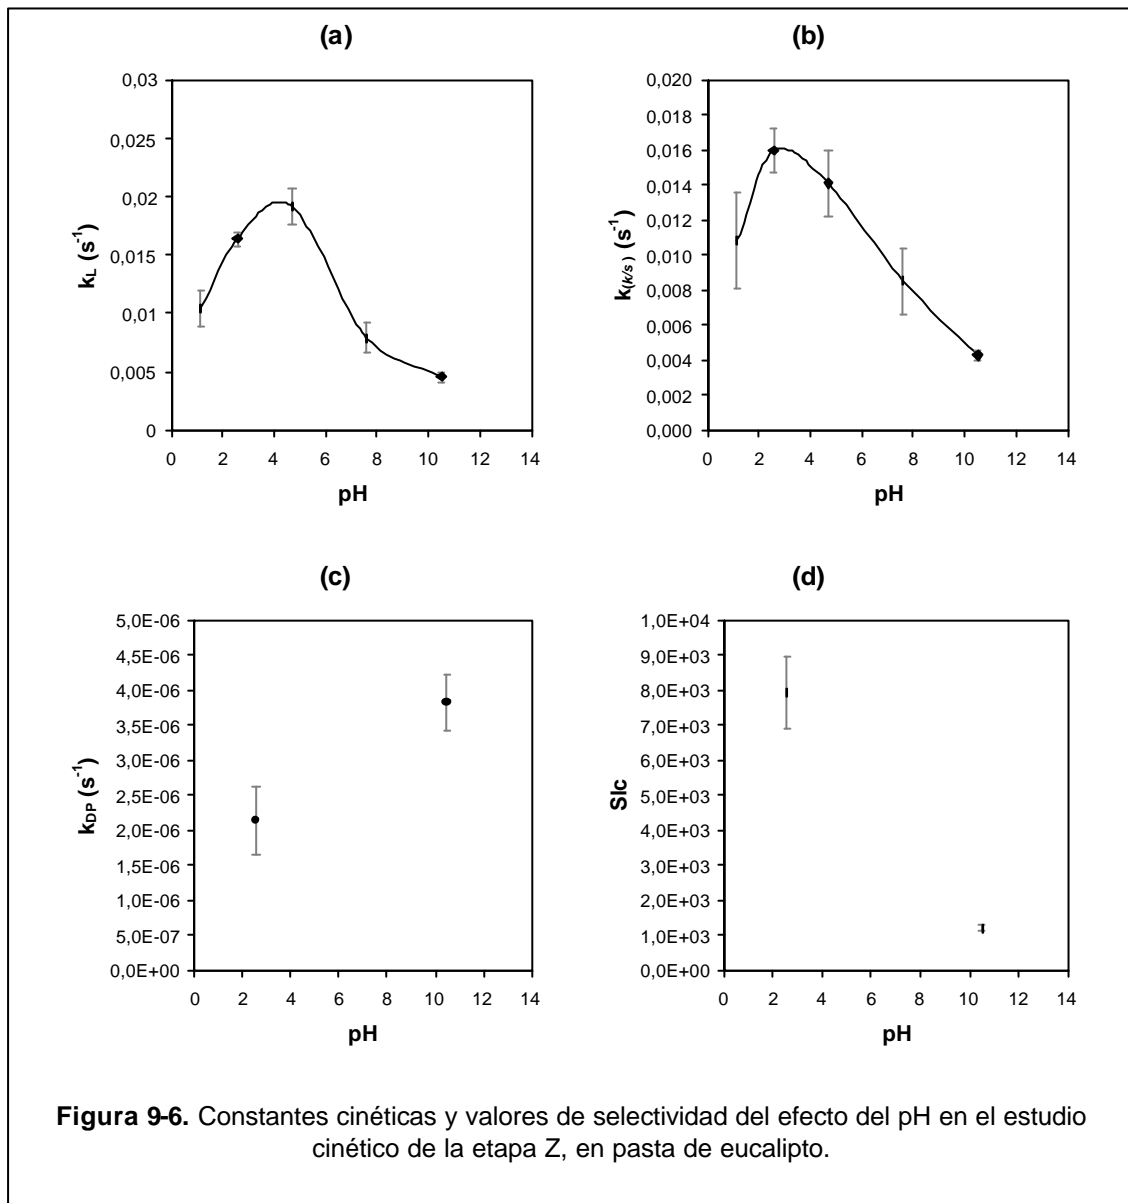 (a)
0,03
0,025
0,02
0,015
0,01
0,005
0
kL (s-1)
0 2 4 6 8 10 12 14
pH
(b)
0,020
0,018
0,016
0,014
0,012
0,010
0,008
0,006
0,004
0,002
0,000
k(k/s) (s-1)
0 2 4 6 8 10 12 14
pH
(c)
5,0E-06
4,5E-06
4,0E-06
3,5E-06
3,0E-06
2,5E-06
2,0E-06
1,5E-06
1,0E-06
5,0E-07
0,0E+00
kDP (s-1)
0 2 4 6 8 10 12 14
pH
(d)
1,0E+04
9,0E+03
8,0E+03
7,0E+03
6,0E+03
5,0E+03
4,0E+03
3,0E+03
2,0E+03
1,0E+03
0,0E+00
Slc
0 2 4 6 8 10 12 14
pH
Figura 9-6. Constantes cinéticas y valores de selectividad del efecto del pH en el estudio
cinético de la etapa Z, en pasta de eucalipto.